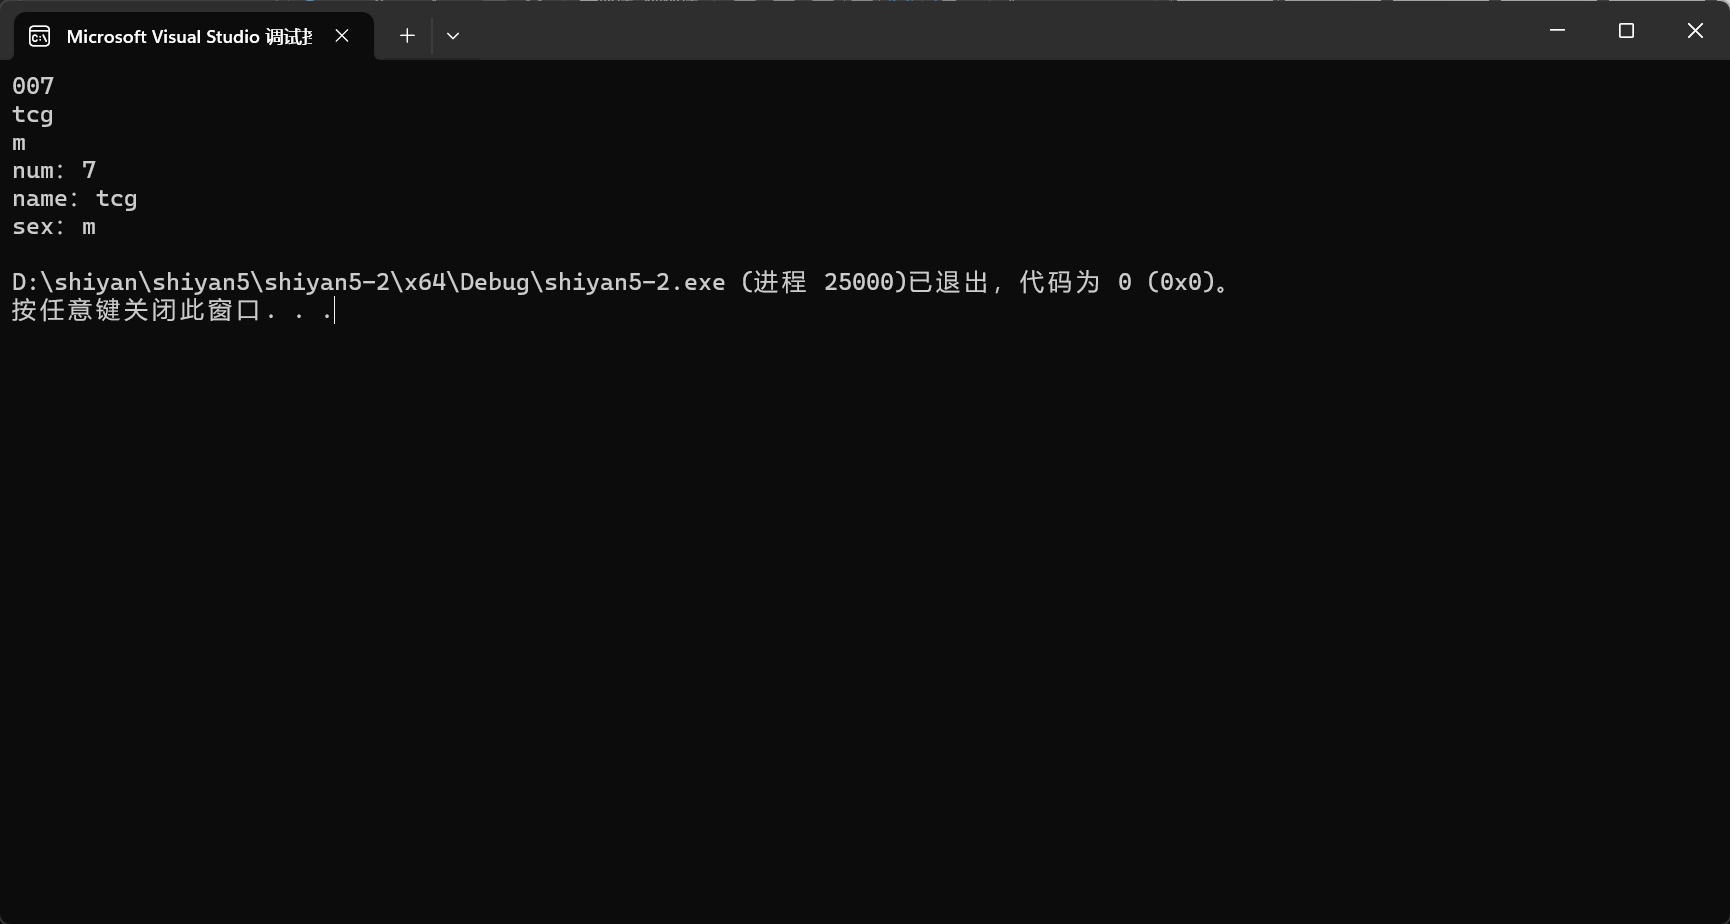 Microsoft Visual Studio 调试
007
tcg
m
num: 7
name: tcg
sex: m
D:\shiyan\shiyan5\shiyan5-2\x64\Debug\shiyan5-2.exe (进程 25000)已退出，代码为 0 (0x0)。
按任意键关闭此窗口. . .